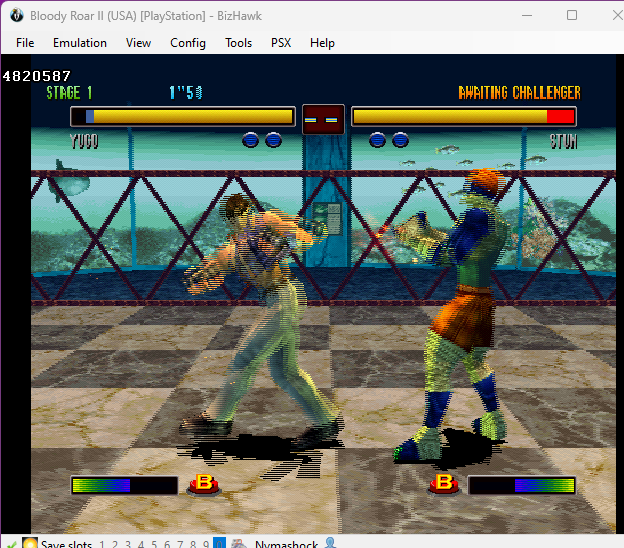 Bloody Roar II (USA) [PlayStation] - BizHawk
File Emulation View Config Tools PSX Help
4820587
STAGE 1 1"50 AWAITING CHALLENGER
YUGO STUN
B B
Save slots 1 2 3 4 5 6 7 8 9 0 Nymashock